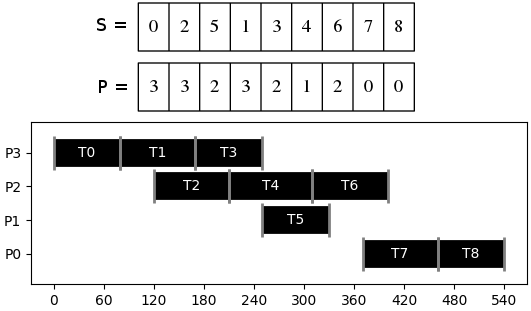 S = 0 2 5 1 3 4 6 7 8
P = 3 3 2 3 2 1 2 0 0
P3 T0 T1 T3
P2 T2 T4 T6
P1 T5
P0 T7 T8
0 60 120 180 240 300 360 420 480 540